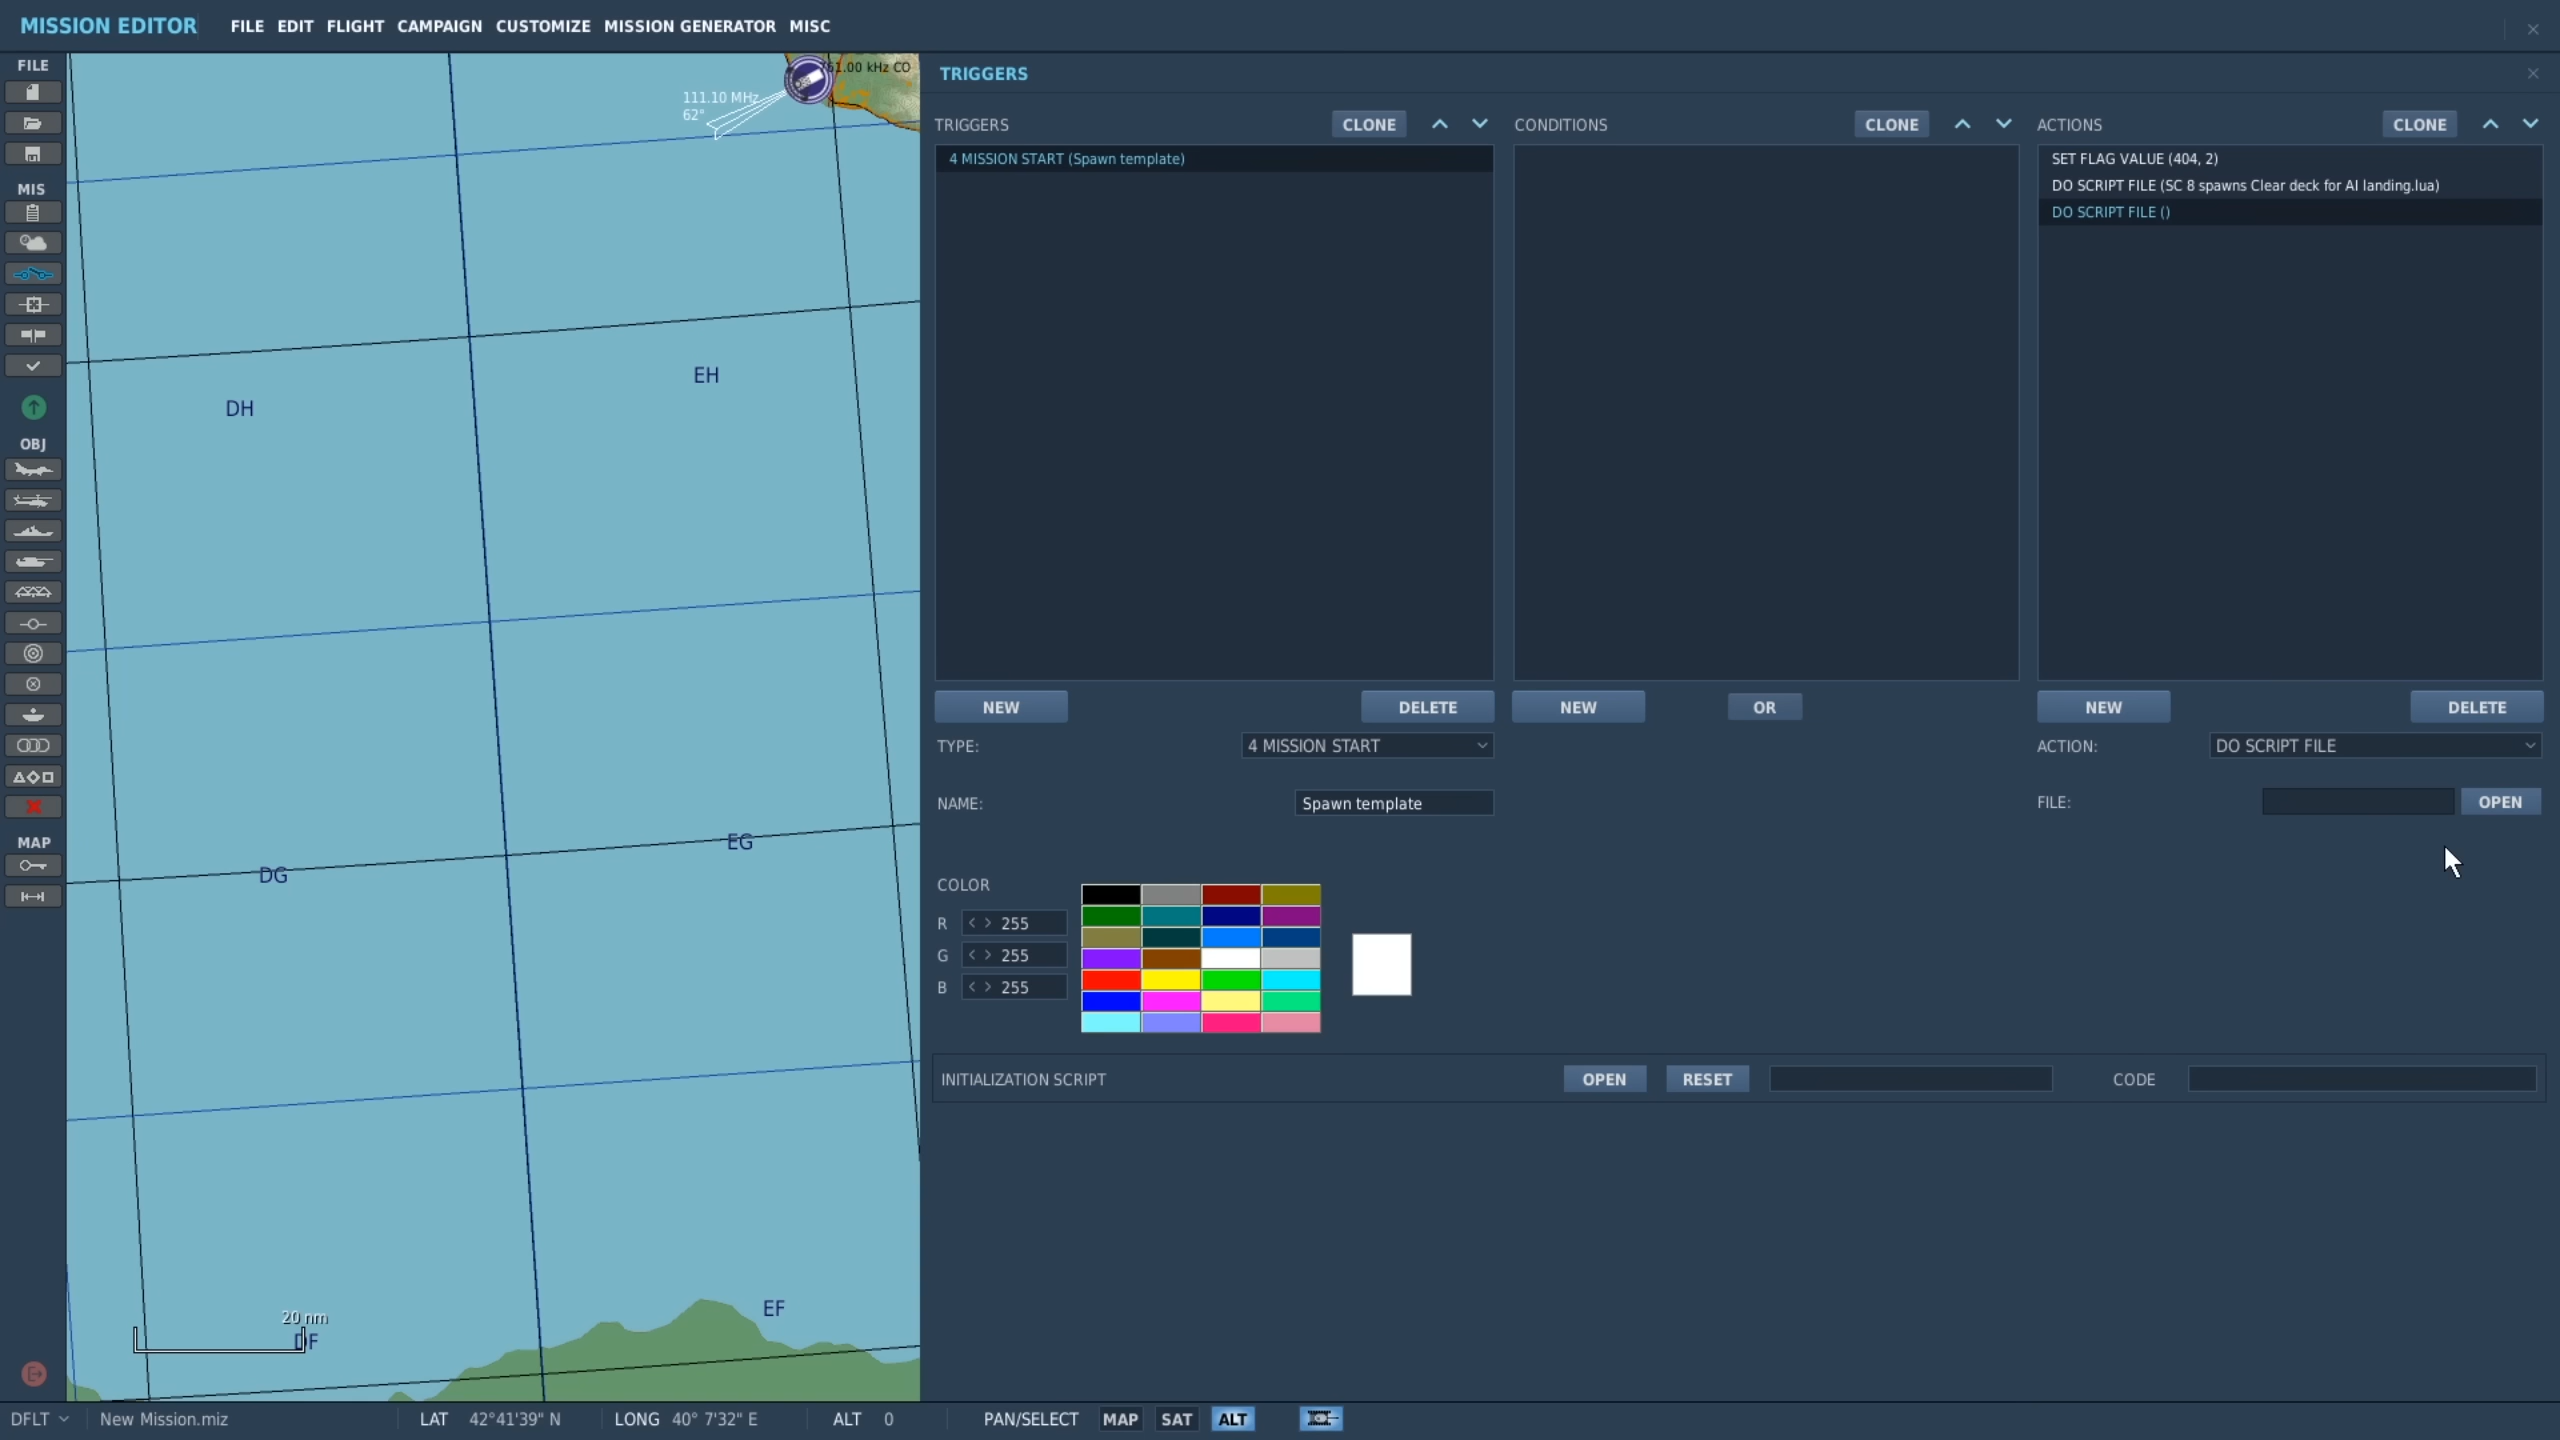 MISSION EDITOR FILE EDIT FLIGHT CAMPAIGN CUSTOMIZE MISSION GENERATOR MISC
FILE
MIS
OBJ
MAP
61.00 kHz CO
111.10 MHz
62°
EH
DH
EG
DG
EF
20 nm
DF
TRIGGERS
TRIGGERS CLONE
4 MISSION START (Spawn template)
NEW DELETE
TYPE: 4 MISSION START
NAME: Spawn template
COLOR
R 255
G 255
B 255
CONDITIONS CLONE
NEW OR
ACTIONS CLONE
SET FLAG VALUE (404, 2)
DO SCRIPT FILE (SC 8 spawns Clear deck for AI landing.lua)
DO SCRIPT FILE ()
NEW DELETE
ACTION: DO SCRIPT FILE
FILE: OPEN
INITIALIZATION SCRIPT OPEN RESET CODE
DFLT New Mission.miz LAT 42°41'39" N LONG 40° 7'32" E ALT 0 PAN/SELECT MAP SAT ALT